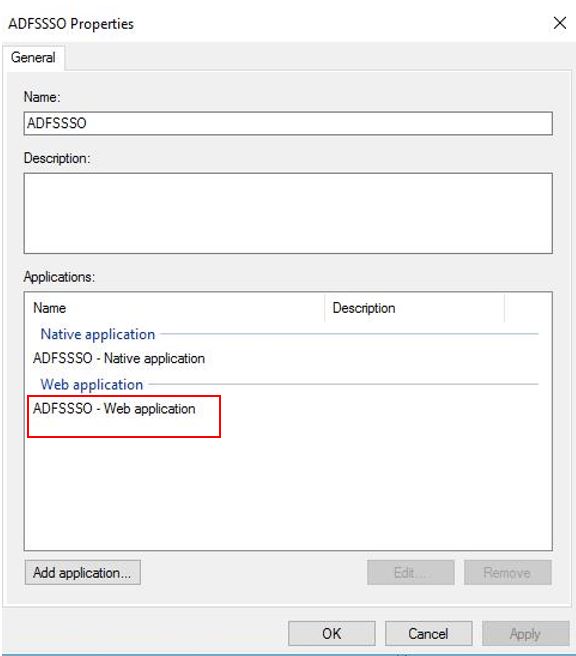 ADFSSSO Properties
General
Name:
ADFSSSO
Description:
Applications:
Name Description
Native application
ADFSSSO - Native application
Web application
ADFSSSO - Web application
Add application... Edit... Remove
OK Cancel Apply